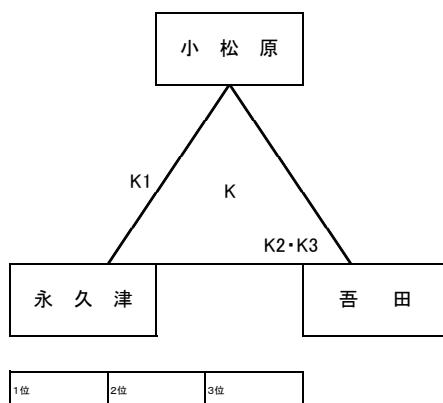 小 松 原
K1
K
K2・K3
永 久 津
吾 田
1位 2位 3位